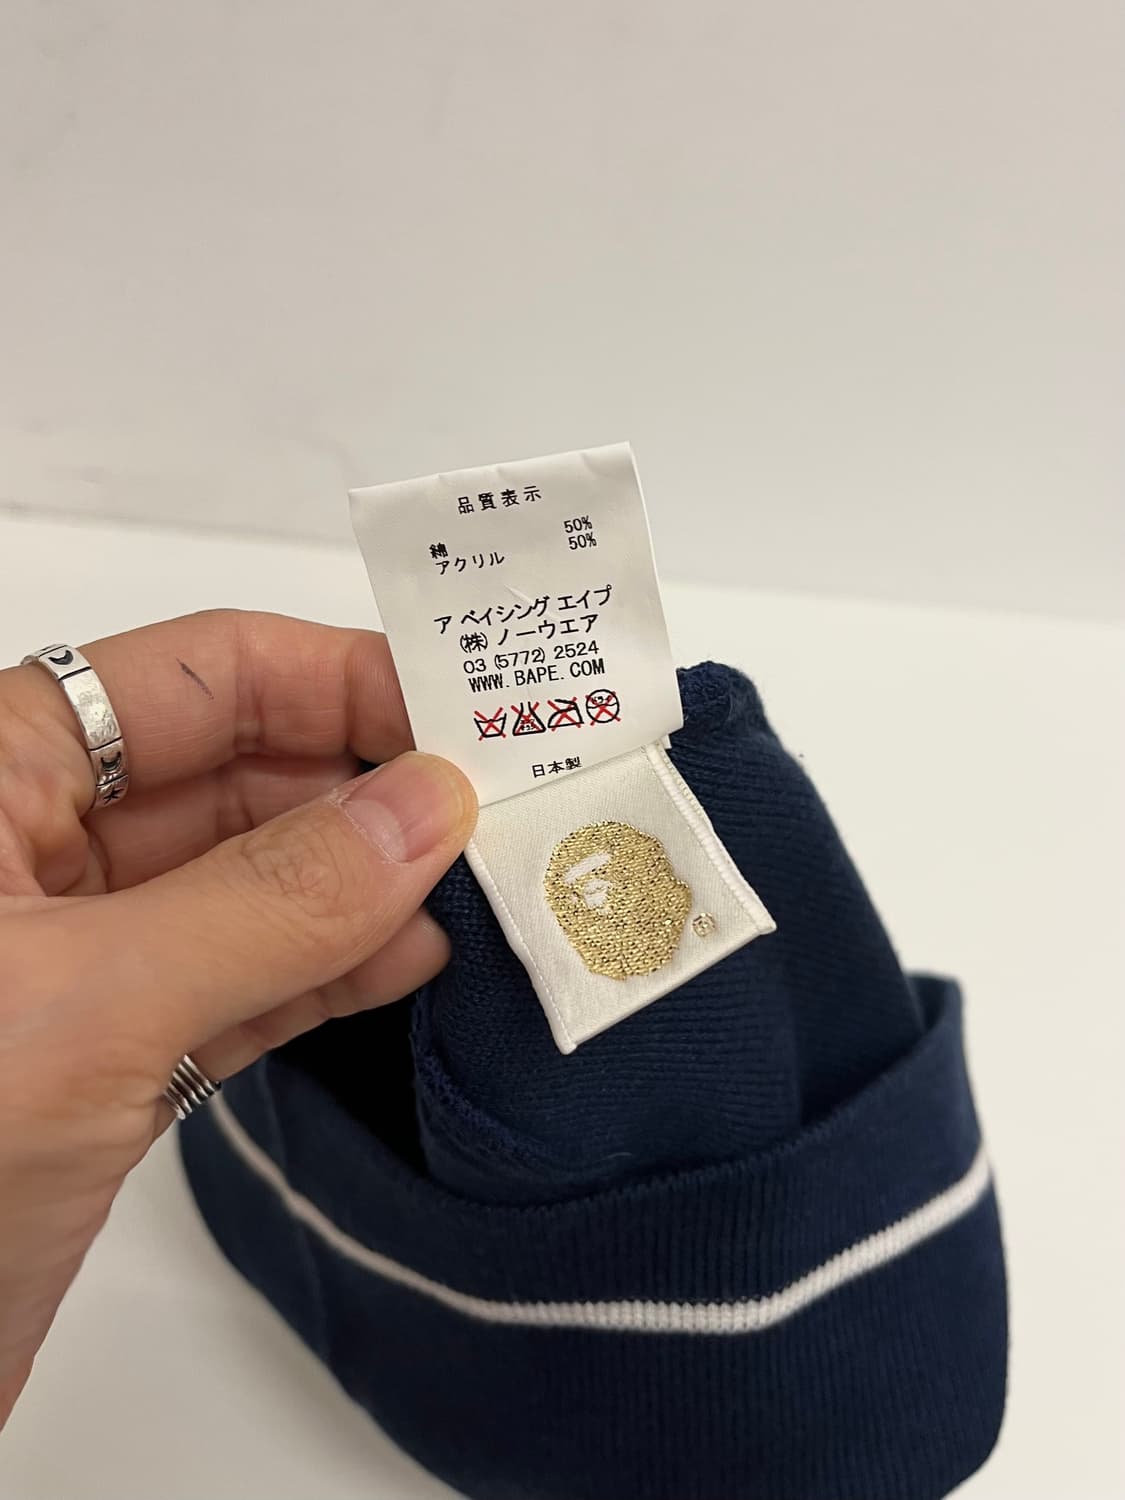 品質表示
綿 50%
アクリル 50%
ア ベイシング エイプ
(株) ノーウエア
03 (5772) 2524
WWW. BAPE. COM
日本製